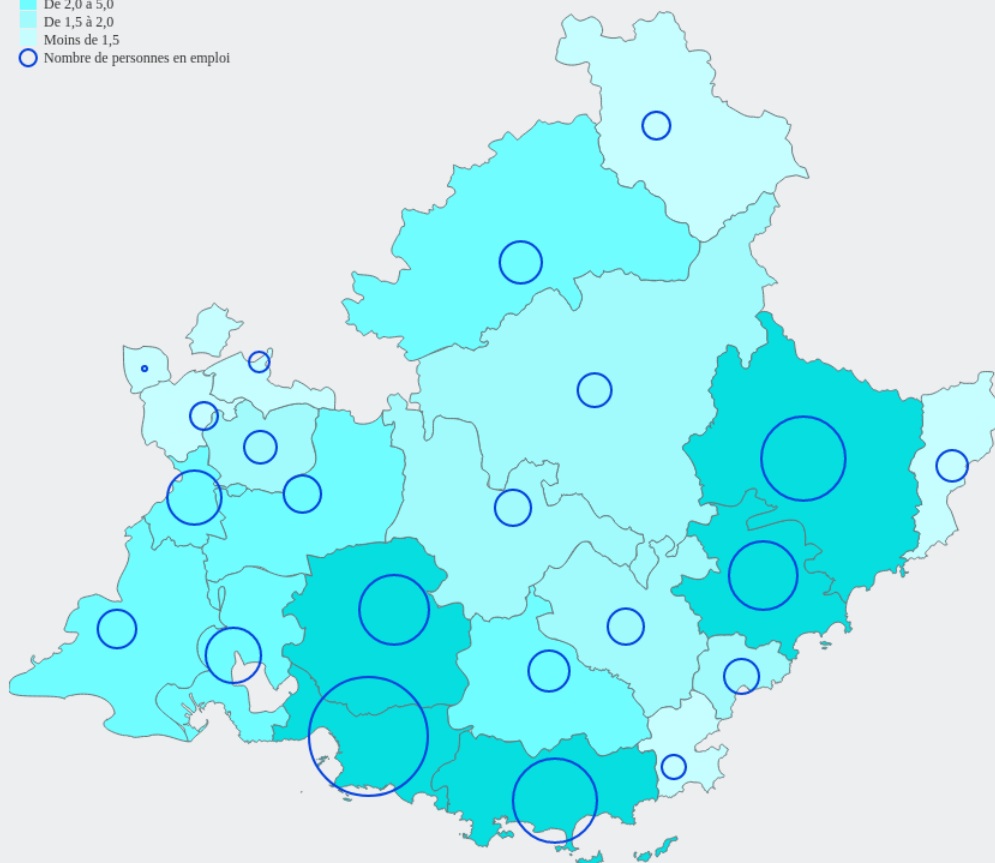 De 2,0 à 5,0
De 1,5 à 2,0
Moins de 1,5
Nombre de personnes en emploi